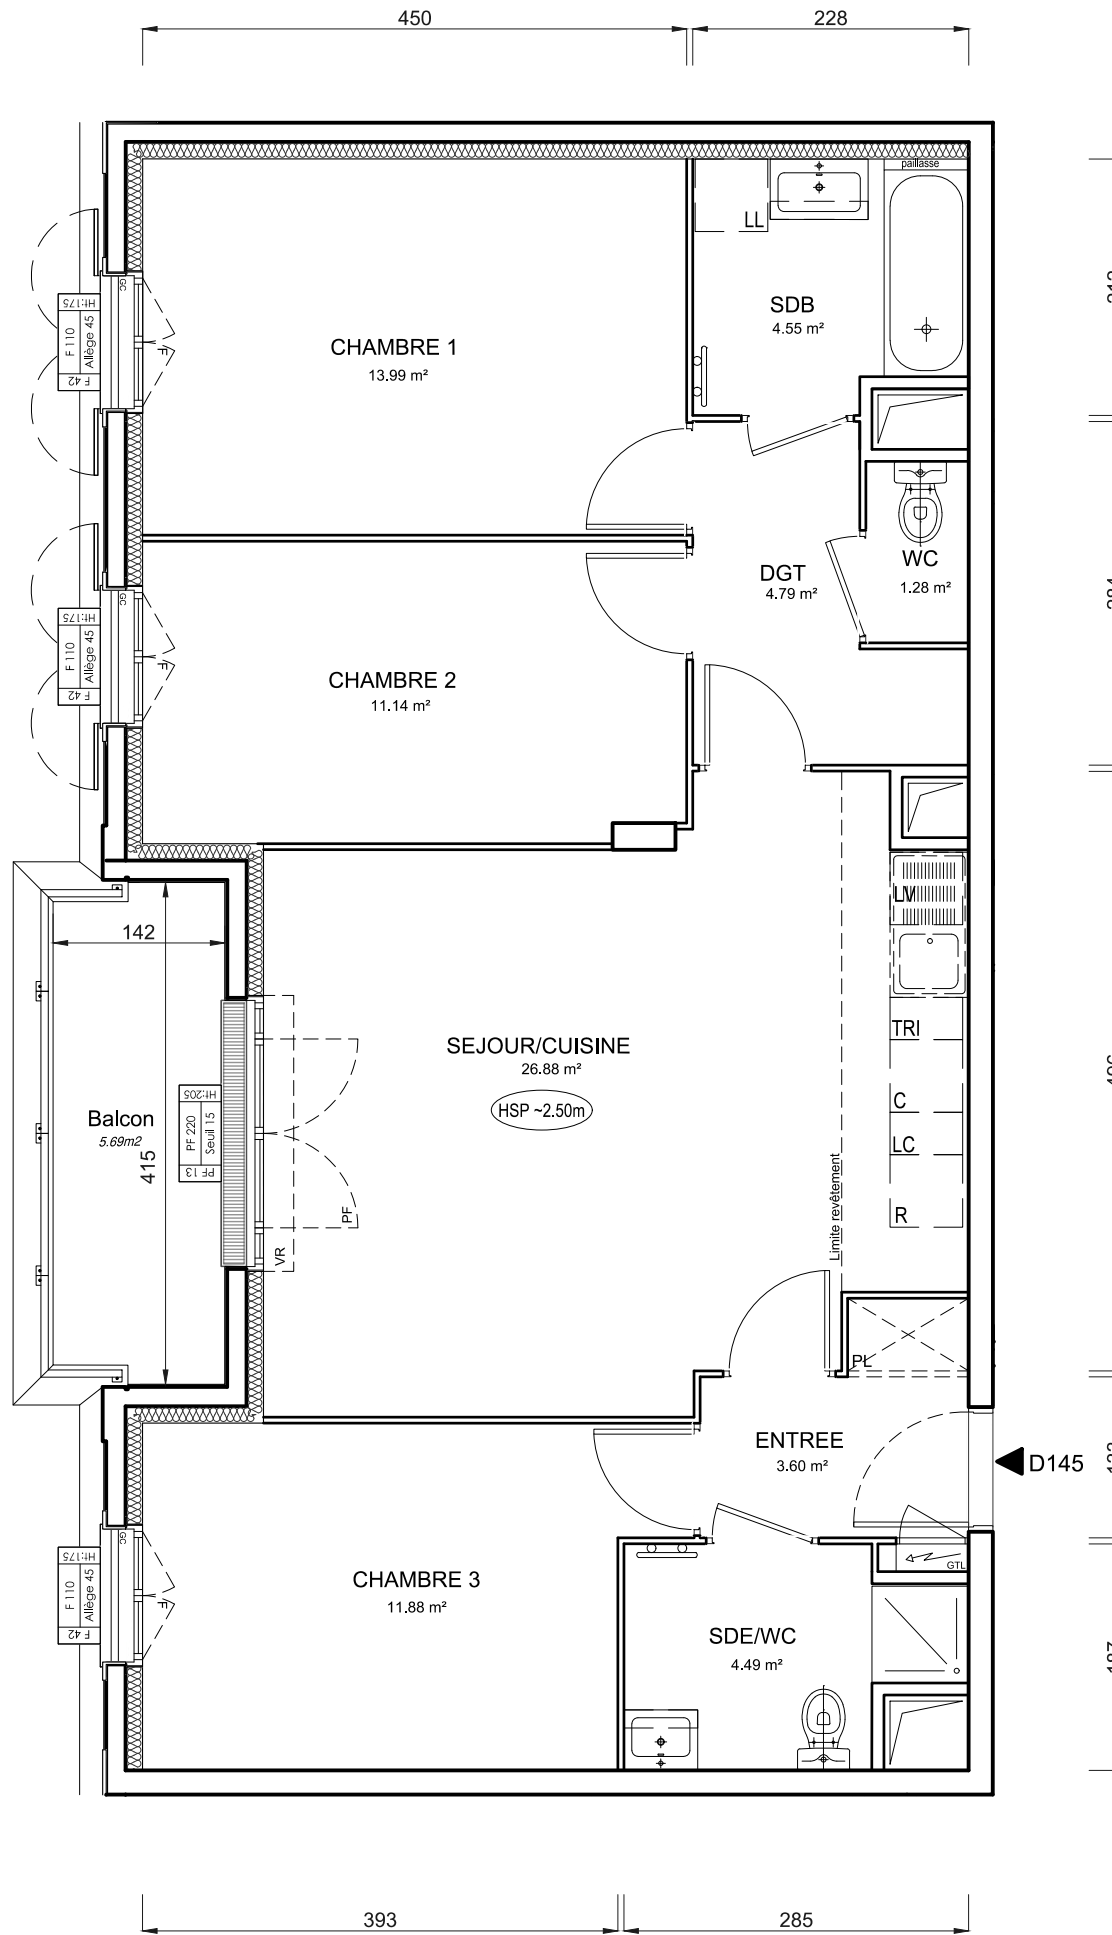 450
228
paillasse
LL
SDB
4.55 m²
GC
Ht:175
F 110
Allège 45
F 42
F
CHAMBRE 1
13.99 m²
WC
1.28 m²
DGT
4.79 m²
GC
Ht:175
F 110
Allège 45
F 42
F
CHAMBRE 2
11.14 m²
LV
142
TRI
SEJOUR/CUISINE
26.88 m²
HSP ~2.50m
C
LC
R
Balcon
5.69m2
415
Ht:205
PF 220
Seuil 15
PF 13
PF
VR
Limite revêtement
PL
ENTREE
3.60 m²
D145
GTL
GC
Ht:175
F 110
Allège 45
F 42
F
CHAMBRE 3
11.88 m²
SDE/WC
4.49 m²
393
285